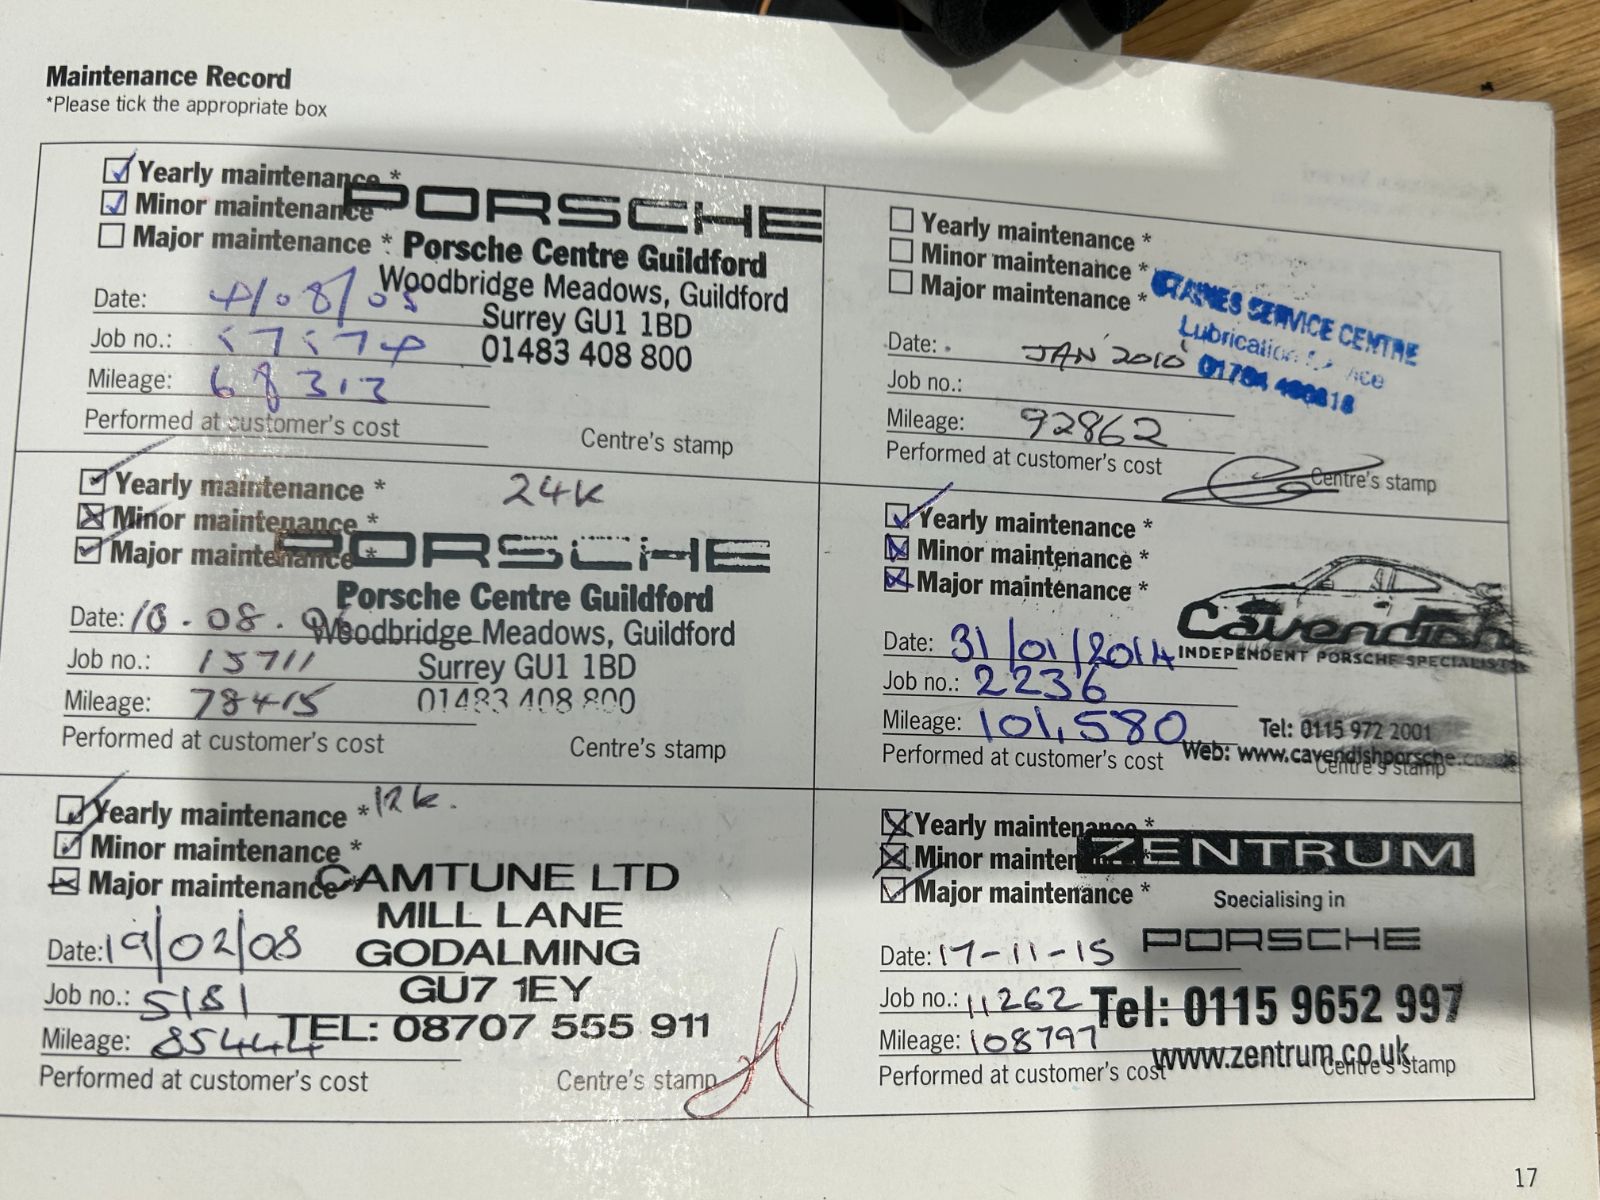 Maintenance Record
*Please tick the appropriate box
Yearly maintenance *
Minor maintenance
Major maintenance *
PORSCHE
Porsche Centre Guildford
Woodbridge Meadows, Guildford
Surrey GU1 1BD
01483 408 800
Date: 4/08/05
Job no.:
Mileage: 68313
Performed at customer's cost
Centre's stamp
Yearly maintenance *
24K
Minor maintenance *
Major maintenance *
PORSCHE
Porsche Centre Guildford
Woodbridge Meadows, Guildford
Surrey GU1 1BD
01483 408 800
Date:
Job no.: 15711
Mileage: 78415
Performed at customer's cost
Centre's stamp
Yearly maintenance * 12k.
Minor maintenance *
Major maintenance
CAMTUNE LTD
MILL LANE
GODALMING
GU7 1EY
TEL: 08707 555 911
Date: 19/02/08
Job no.: 5181
Mileage: 85444
Performed at customer's cost
Centre's stamp
Yearly maintenance *
Minor maintenance *
Major maintenance *
SERVICE CENTRE
Lubrication
Date: JAN 2010
Job no.:
Mileage: 92862
Performed at customer's cost
Centre's stamp
Yearly maintenance *
Minor maintenance *
Major maintenance *
Cavendish
INDEPENDENT PORSCHE SPECIALISTS
Date: 31/01/2014
Job no.: 2236
Mileage: 101,580
Tel: 0115 972 2001
Web: www.cavendishporsche.co.uk
Performed at customer's cost
Centre's stamp
Yearly maintenance *
Minor maintenance *
Major maintenance *
ZENTRUM
Specialising in
PORSCHE
Date: 17-11-15
Job no.: 11262
Tel: 0115 9652 997
Mileage: 108797
www.zentrum.co.uk
Performed at customer's cost
Centre's stamp
17